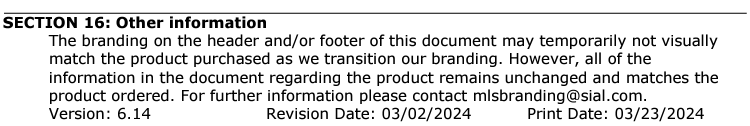 SECTION 16: Other information
The branding on the header and/or footer of this document may temporarily not visually
match the product purchased as we transition our branding. However, all of the
information in the document regarding the product remains unchanged and matches the
product ordered. For further information please contact mlsbranding@sial.com.
Version: 6.14 Revision Date: 03/02/2024 Print Date: 03/23/2024